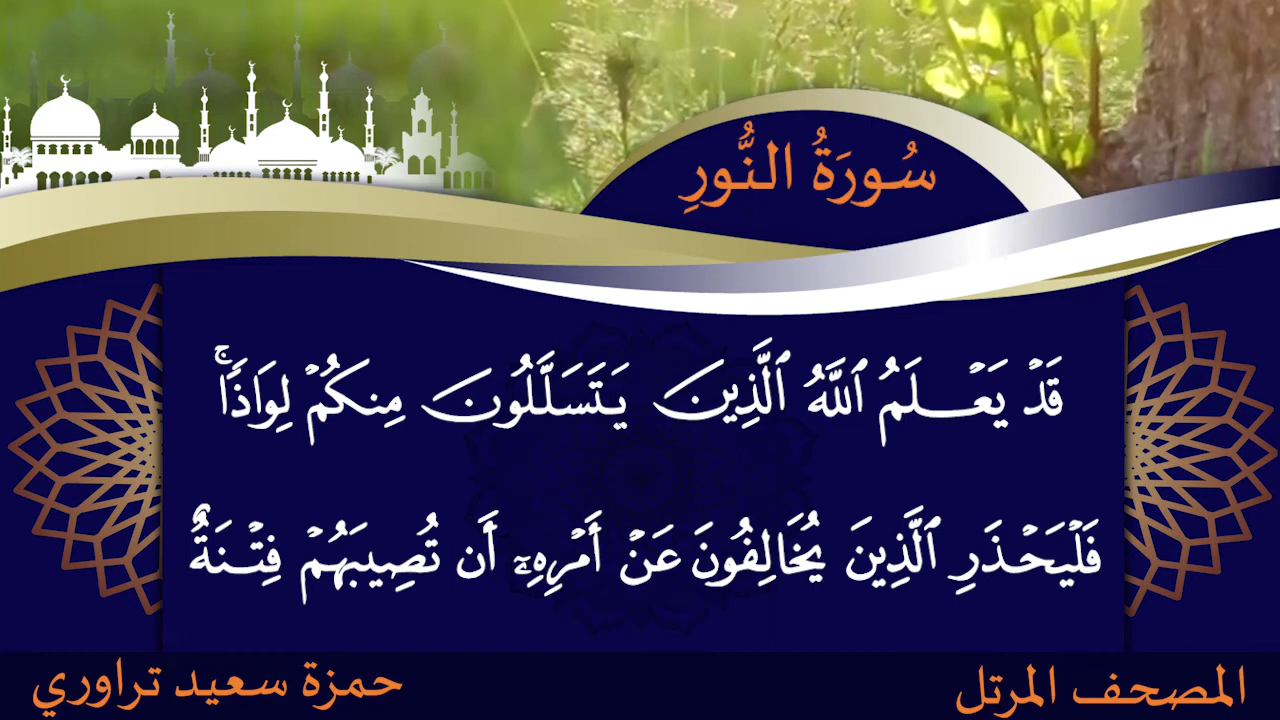 سُورَةُ النُّورِ
قَدۡ يَعۡلَمُ ٱللَّهُ ٱلَّذِينَ يَتَسَلَّلُونَ مِنكُمۡ لِوَاذٗاۚ
فَلۡيَحۡذَرِ ٱلَّذِينَ يُخَالِفُونَ عَنۡ أَمۡرِهِۦٓ أَن تُصِيبَهُمۡ فِتۡنَةٌ
المصحف المرتل
حمزة سعيد تراوري